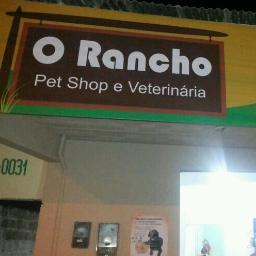 O Rancho
Pet Shop e Veterinária
0031